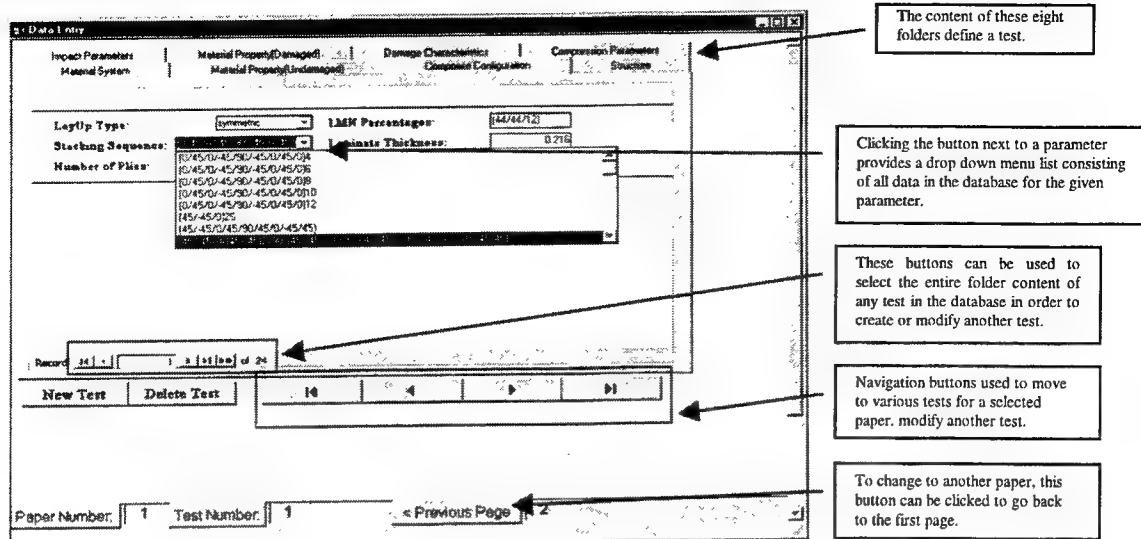 Data Entry
Impact Parameters | Material Property(Damaged) | Damage Characteristics | Compression Parameters
Material System | Material Property(Undamaged) | Component Configuration | Structure
LayUp Type: symmetric LMN Percentages: [44/44/12]
Stacking Sequence: Laminate Thickness: 0.216
Number of Plies:
[0/45/0/-45/90/-45/0/45/0]4
[0/45/0/-45/90/-45/0/45/0]6
[0/45/0/-45/90/-45/0/45/0]8
[0/45/0/-45/90/-45/0/45/0]10
[0/45/0/-45/90/-45/0/45/0]12
[45/-45/0]25
(45/-45/0/45/90/45/0/-45/45)
Record 1 of 24
New Test Delete Test
Paper Number: 1 Test Number: 1 < Previous Page 2
The content of these eight
folders define a test.
Clicking the button next to a parameter
provides a drop down menu list consisting
of all data in the database for the given
parameter.
These buttons can be used to
select the entire folder content of
any test in the database in order to
create or modify another test.
Navigation buttons used to move
to various tests for a selected
paper. modify another test.
To change to another paper, this
button can be clicked to go back
to the first page.